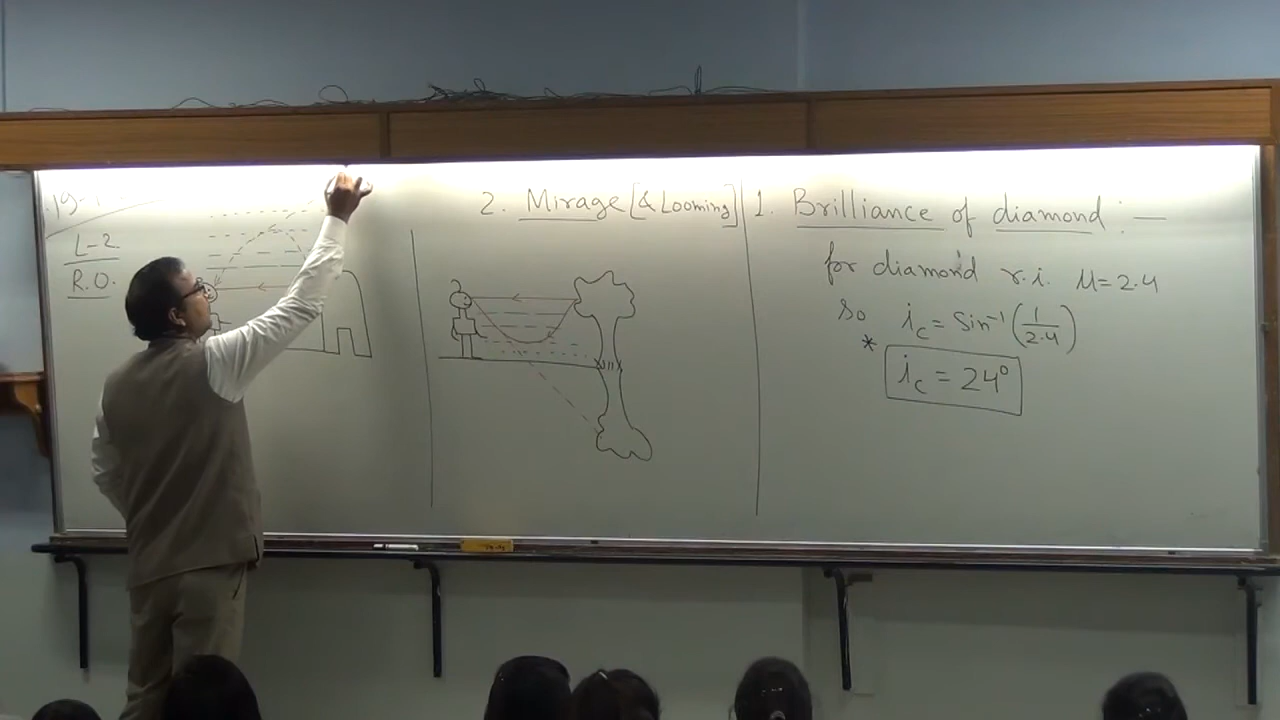 L-2
R.O.
2. Mirage [& Looming]
1. Brilliance of diamond :—
for diamond r.i. μ = 2.4
so i_c = Sin⁻¹(1/2.4)
* i_c = 24°